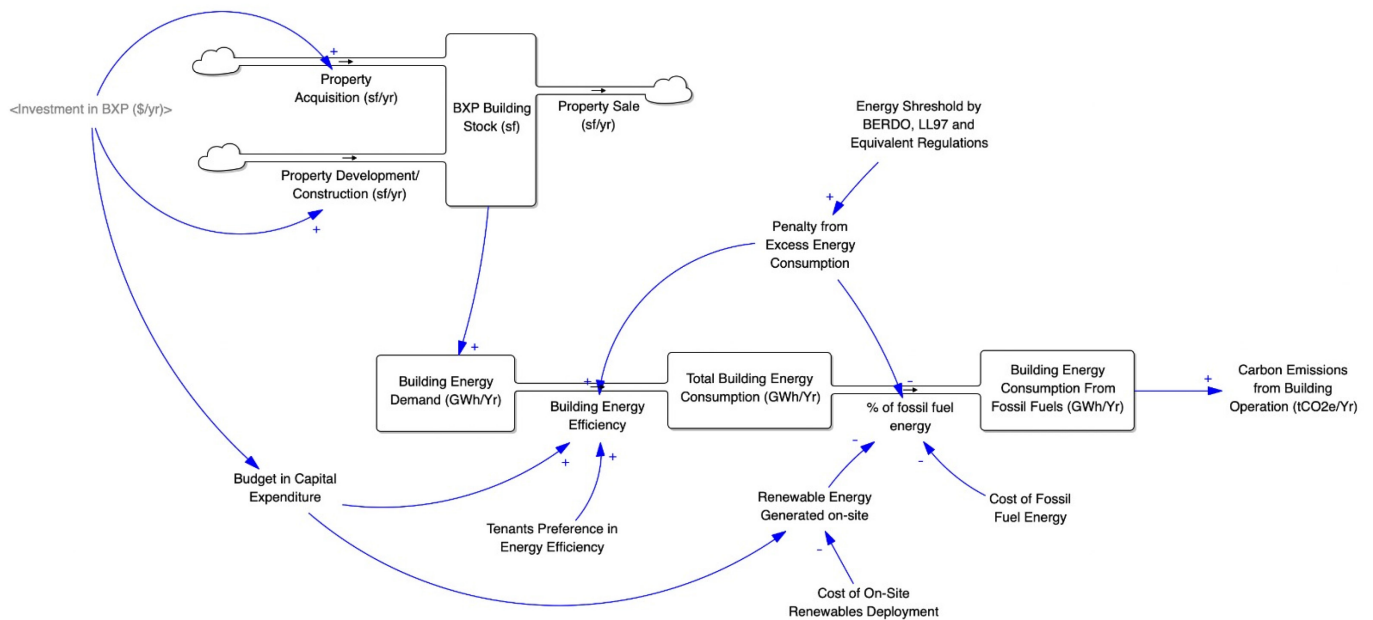 +
Property
Acquisition (sf/yr)
<Investment in BXP ($/yr)>
BXP Building
Stock (sf)
Property Sale
(sf/yr)
Property Development/
Construction (sf/yr)
+
Energy Threshold by
BERDO, LL97 and
Equivalent Regulations
+
Penalty from
Excess Energy
Consumption
+
Building Energy
Demand (GWh/Yr)
+
Building Energy
Efficiency
Total Building Energy
Consumption (GWh/Yr)
-
% of fossil fuel
energy
Building Energy
Consumption From
Fossil Fuels (GWh/Yr)
+
Carbon Emissions
from Building
Operation (tCO2e/Yr)
Budget in Capital
Expenditure
+
+
-
-
Tenants Preference in
Energy Efficiency
Renewable Energy
Generated on-site
Cost of Fossil
Fuel Energy
-
Cost of On-Site
Renewables Deployment